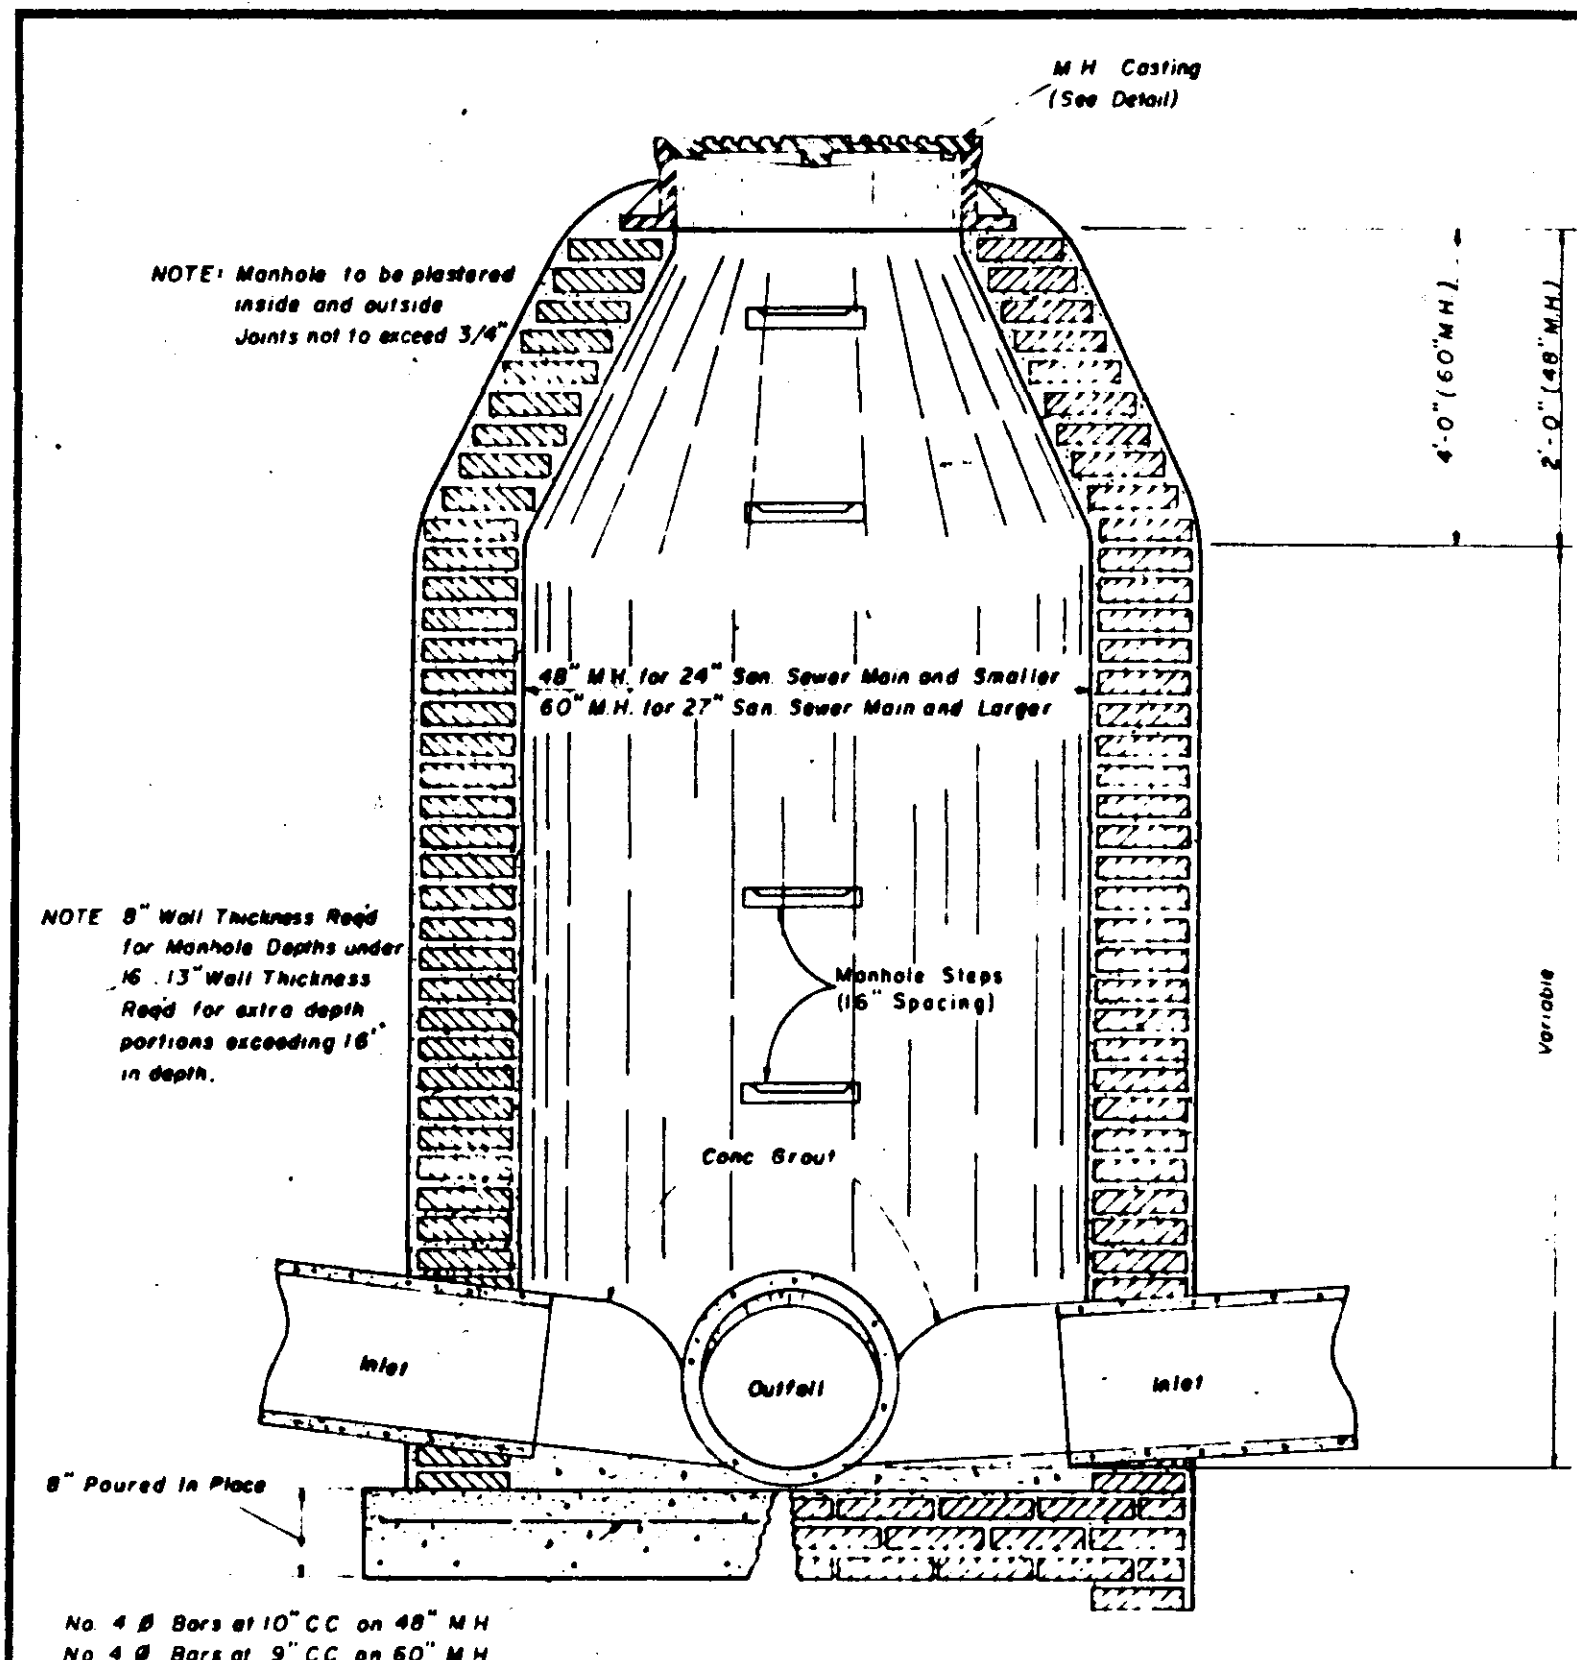 M H Casting
(See Detail)
NOTE: Manhole to be plastered
inside and outside
Joints not to exceed 3/4"
4'-0" (60" M H.)
2'-0" (48" M.H.)
48" M.H. for 24" San. Sewer Main and Smaller
60" M.H. for 27" San. Sewer Main and Larger
NOTE 8" Wall Thickness Req'd
for Manhole Depths under
16 . 13" Wall Thickness
Req'd for extra depth
portions exceeding 16'
in depth.
Manhole Steps
(16" Spacing)
Variable
Conc Grout
Inlet
Outfall
Inlet
8" Poured In Place
No. 4 Ø Bars at 10" C C on 48" M H
No 4 Ø Bars at 9" C C on 60" M H